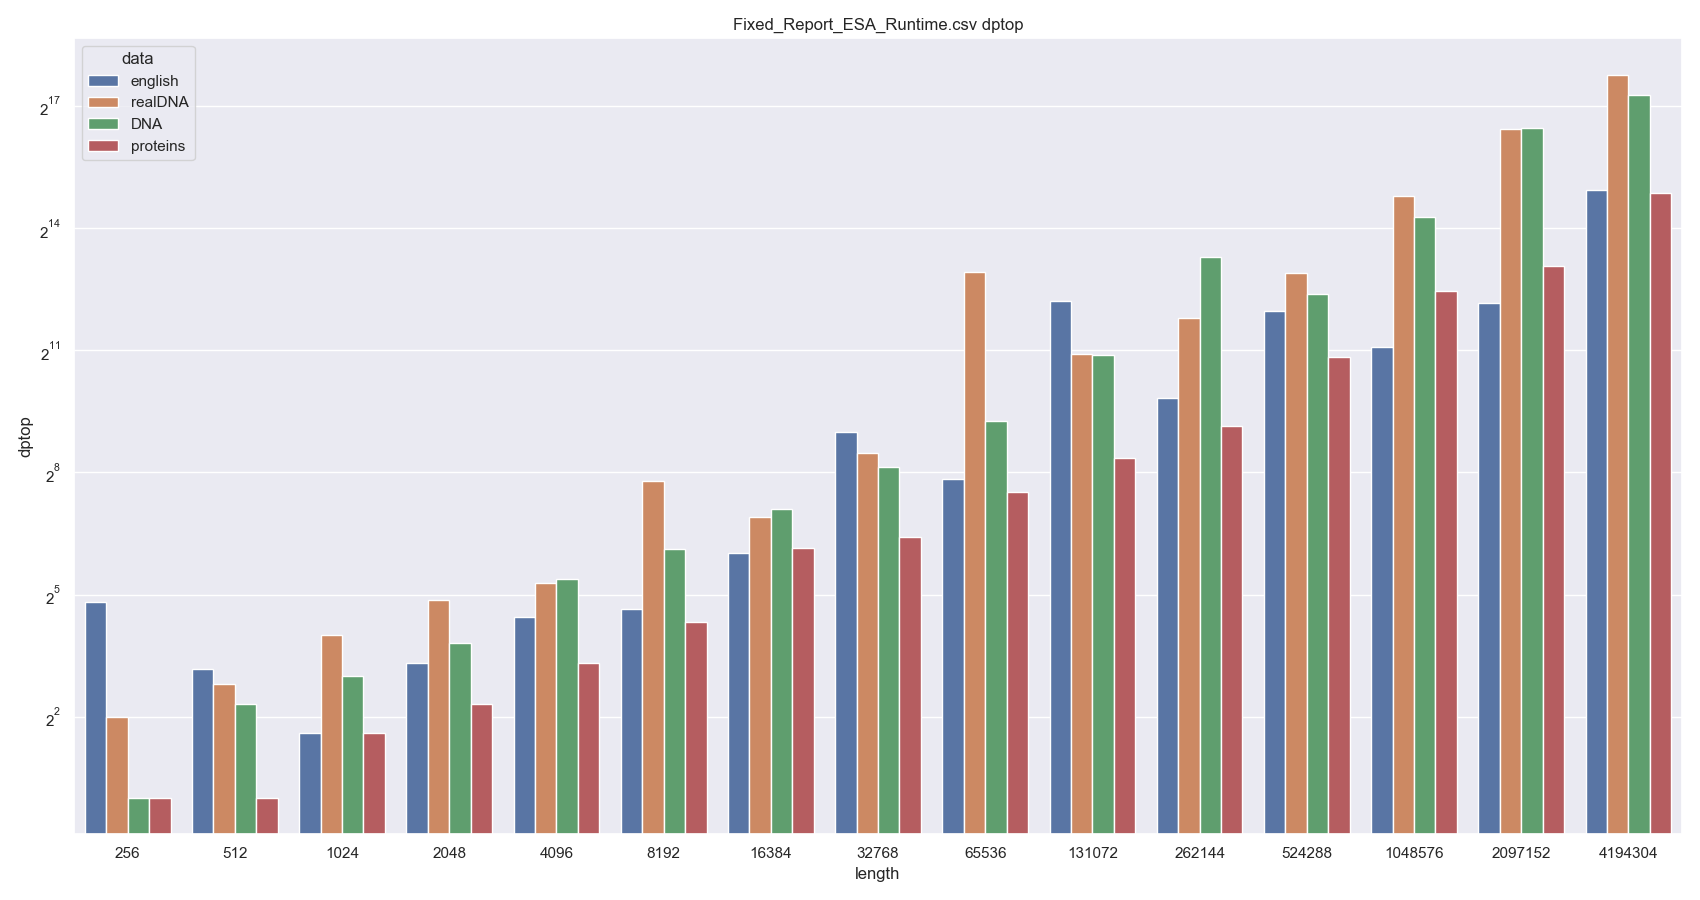 Fixed_Report_ESA_Runtime.csv dptop
data
english
realDNA
DNA
proteins
2^17
2^14
2^11
2^8
2^5
2^2
dptop
256 512 1024 2048 4096 8192 16384 32768 65536 131072 262144 524288 1048576 2097152 4194304
length